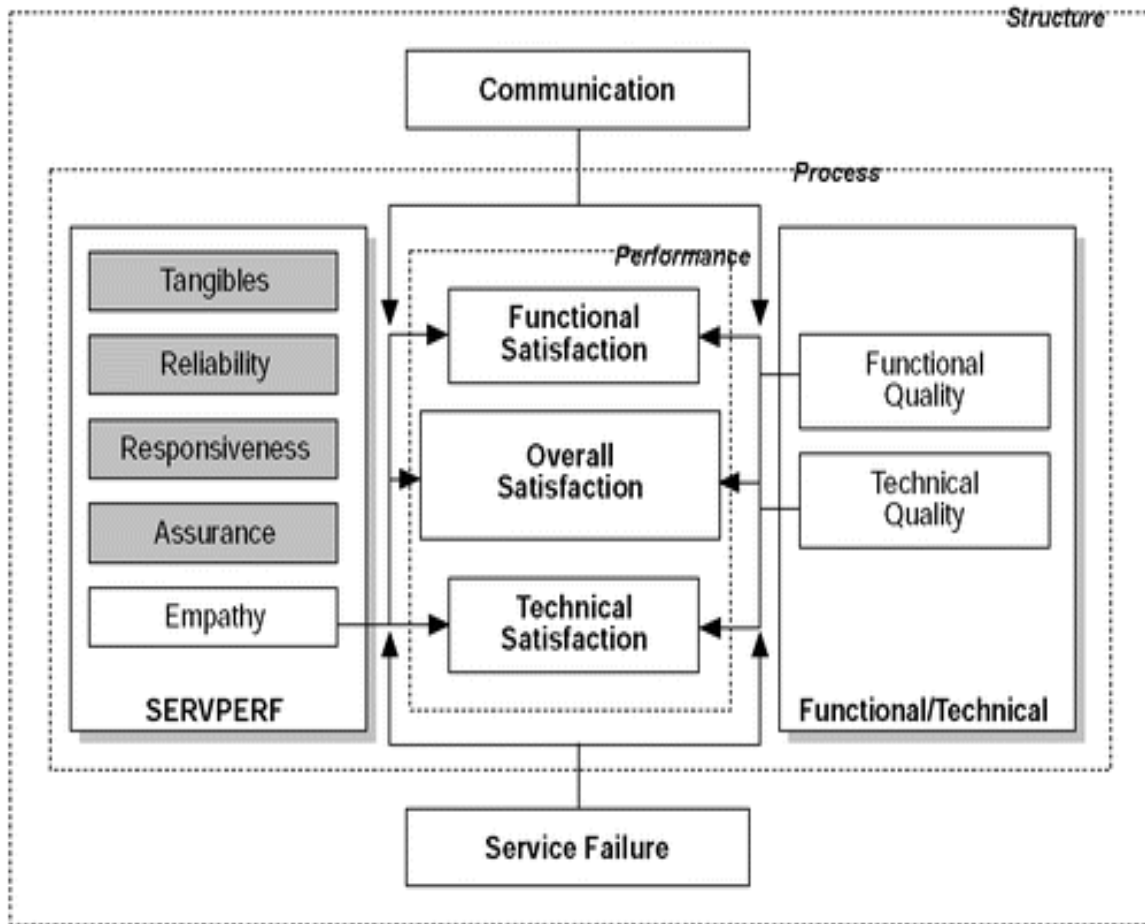 Structure
Communication
Process
Performance
Tangibles
Reliability
Responsiveness
Assurance
Empathy
SERVPERF
Functional
Satisfaction
Overall
Satisfaction
Technical
Satisfaction
Functional
Quality
Technical
Quality
Functional/Technical
Service Failure